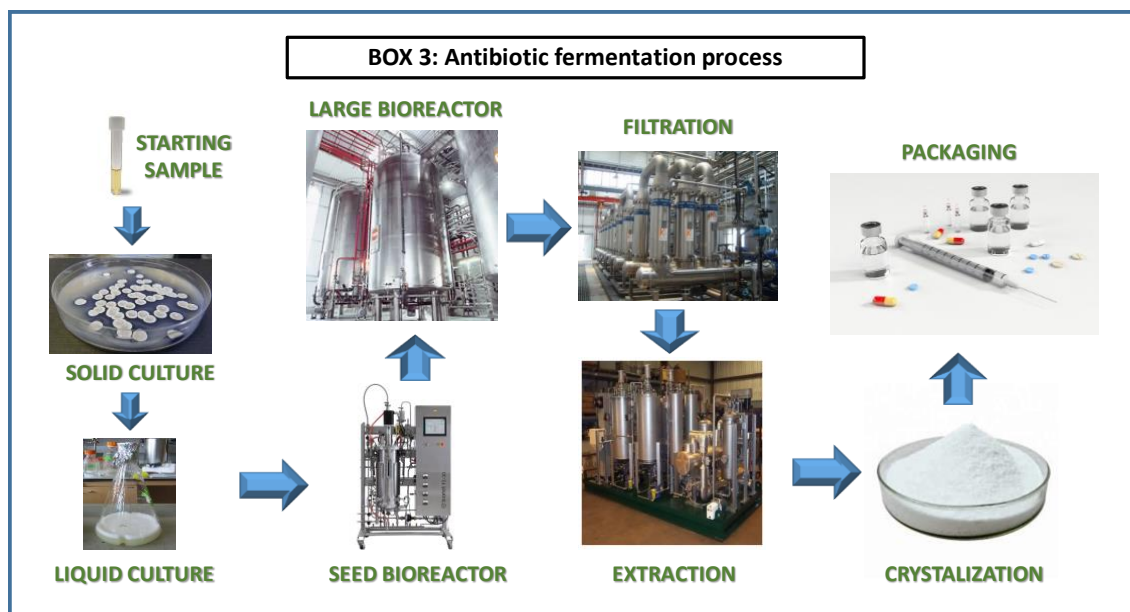 BOX 3: Antibiotic fermentation process
STARTING
SAMPLE
SOLID CULTURE
LIQUID CULTURE
SEED BIOREACTOR
LARGE BIOREACTOR
FILTRATION
EXTRACTION
CRYSTALIZATION
PACKAGING